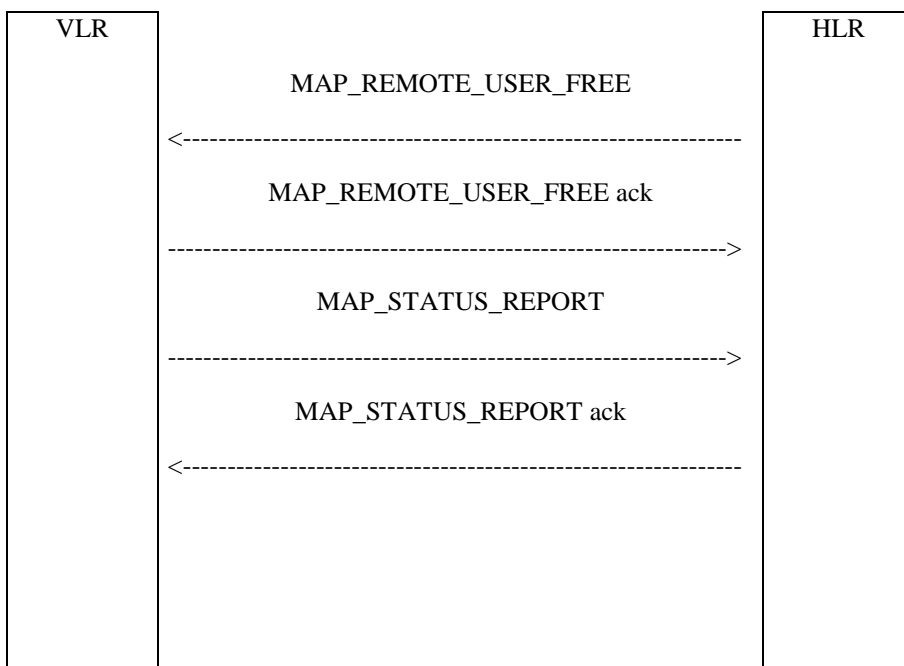 VLR
HLR
MAP_REMOTE_USER_FREE
<---------------------------------------------------------------
MAP_REMOTE_USER_FREE ack
--------------------------------------------------------------->
MAP_STATUS_REPORT
--------------------------------------------------------------->
MAP_STATUS_REPORT ack
<---------------------------------------------------------------